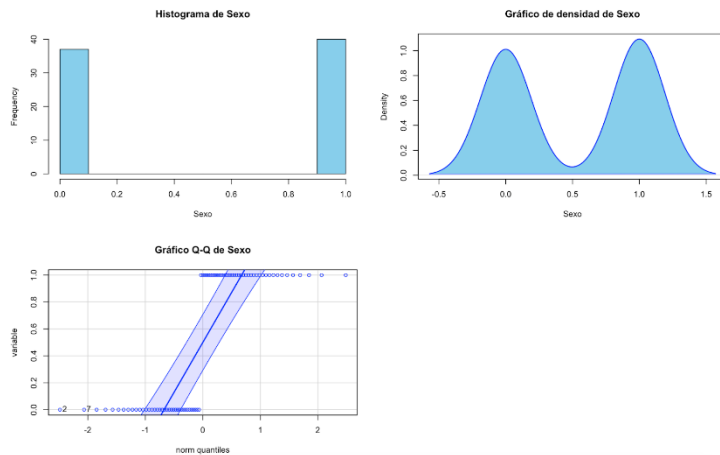 Histograma de Sexo
Frequency
0 10 20 30 40
0.0 0.2 0.4 0.6 0.8 1.0
Sexo
Gráfico de densidad de Sexo
Density
0.0 0.2 0.4 0.6 0.8 1.0
-0.5 0.0 0.5 1.0 1.5
Sexo
Gráfico Q-Q de Sexo
variable
0.0 0.2 0.4 0.6 0.8 1.0
2 7
-2 -1 0 1 2
norm quantiles